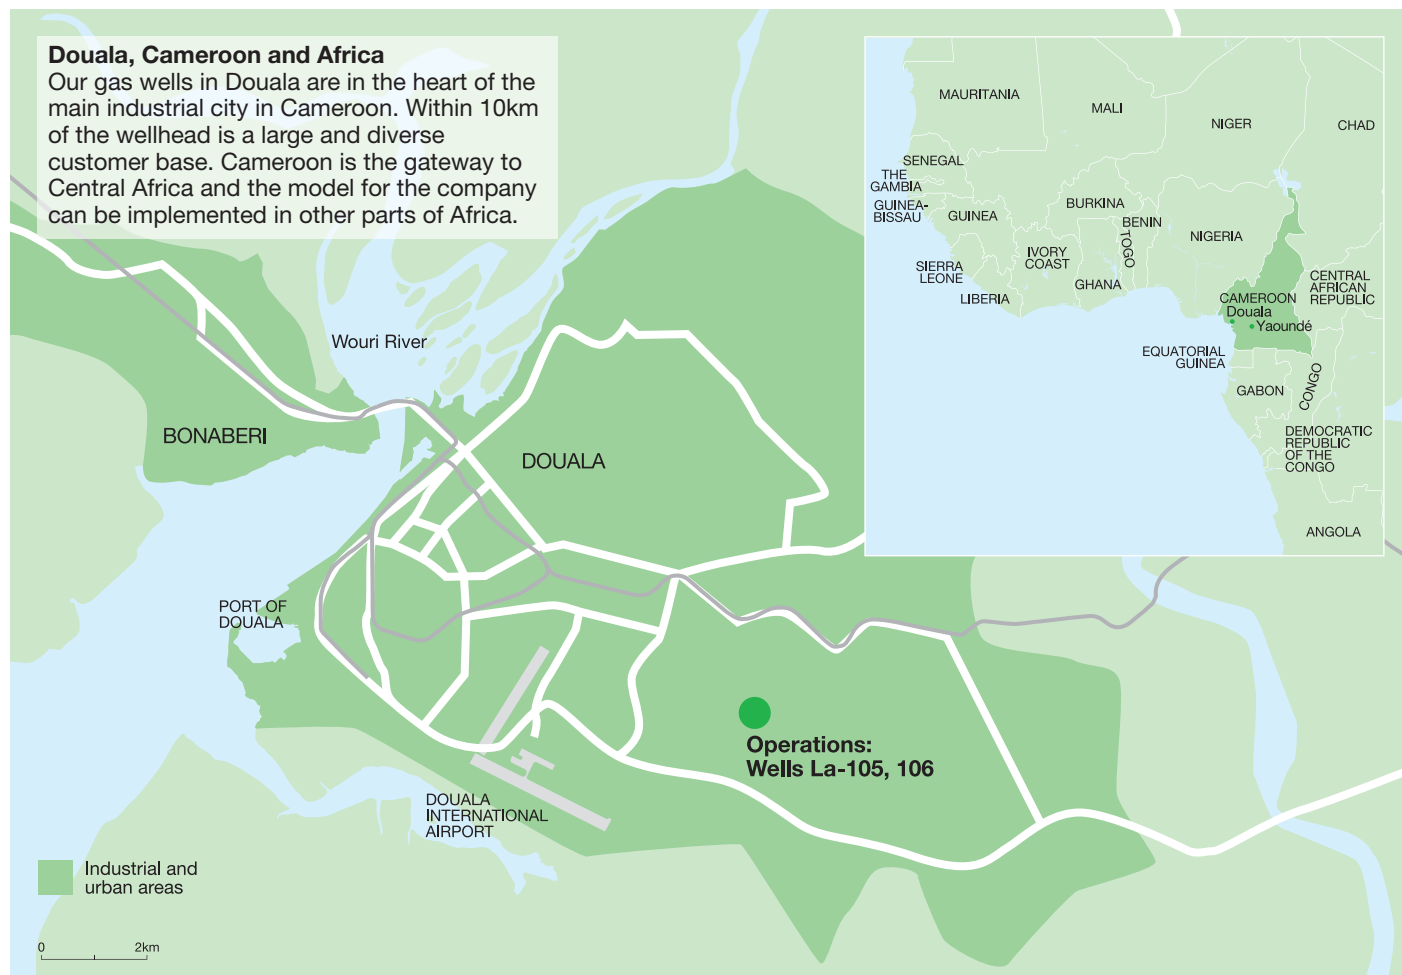 Douala, Cameroon and Africa
Our gas wells in Douala are in the heart of the
main industrial city in Cameroon. Within 10km
of the wellhead is a large and diverse
customer base. Cameroon is the gateway to
Central Africa and the model for the company
can be implemented in other parts of Africa.
Wouri River
BONABERI
DOUALA
PORT OF
DOUALA
Operations:
Wells La-105, 106
DOUALA
INTERNATIONAL
AIRPORT
Industrial and
urban areas
0 2km
MAURITANIA
MALI
NIGER
CHAD
SENEGAL
THE
GAMBIA
GUINEA-
BISSAU
GUINEA
BURKINA
BENIN
TOGO
NIGERIA
IVORY
COAST
GHANA
SIERRA
LEONE
LIBERIA
CENTRAL
AFRICAN
REPUBLIC
CAMEROON
Douala
Yaoundé
EQUATORIAL
GUINEA
GABON
CONGO
DEMOCRATIC
REPUBLIC
OF THE
CONGO
ANGOLA